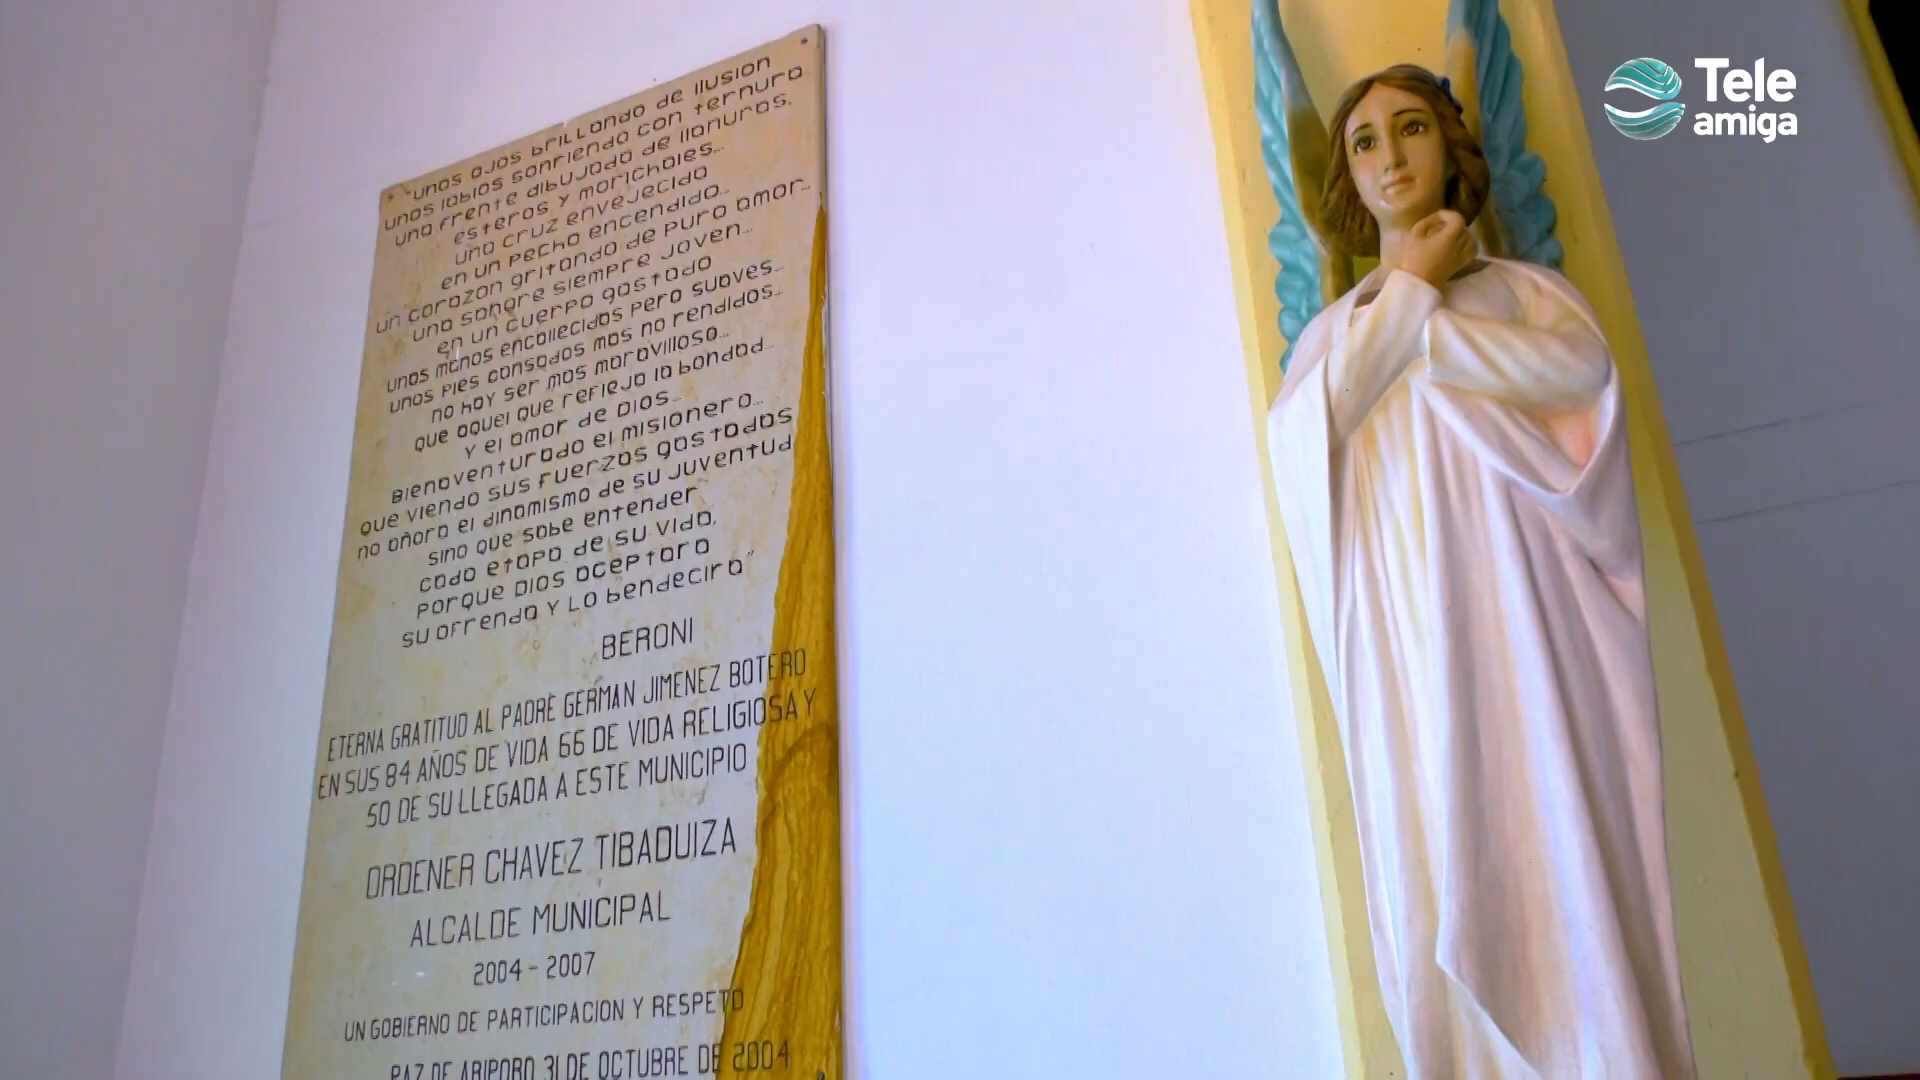 "unos ojos brillando de ilusion
unos labios sonriendo con ternura
una frente dibujada de llanuras,
esteros y morichales...
una cruz envejecida
en un pecho encendido...
un corazon gritando de puro amor...
una sangre siempre joven...
en un cuerpo gastado
unas manos encallecidas pero suaves...
unos pies cansados mas no rendidos...
no hay ser mas maravilloso...
que aquel que refleja la bondad...
y el amor de Dios...
Bienaventurado el misionero...
que viendo sus fuerzas gastadas
no añora el dinamismo de su juventud
sino que sabe entender
cada etapa de su vida,
porque Dios aceptara
su ofrenda y lo bendecira"
BERONI
ETERNA GRATITUD AL PADRE GERMAN JIMENEZ BOTERO
EN SUS 84 AÑOS DE VIDA 66 DE VIDA RELIGIOSA Y
50 DE SU LLEGADA A ESTE MUNICIPIO
ORDENER CHAVEZ TIBADUIZA
ALCALDE MUNICIPAL
2004 - 2007
UN GOBIERNO DE PARTICIPACION Y RESPETO
PAZ DE ARIPORO 31 DE OCTUBRE DE 2004
Tele
amiga